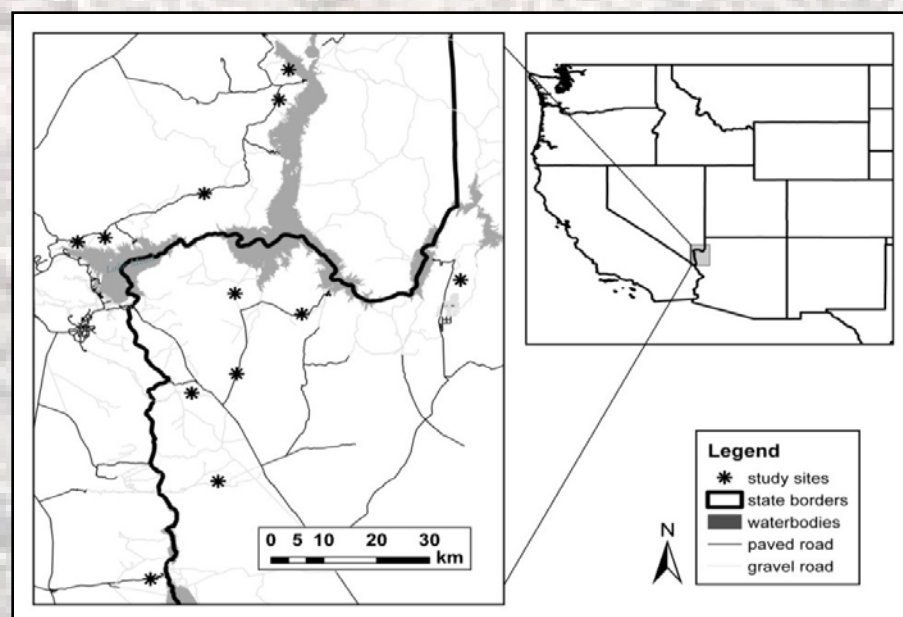 Legend
study sites
state borders
waterbodies
paved road
gravel road
N
0 5 10 20 30
km